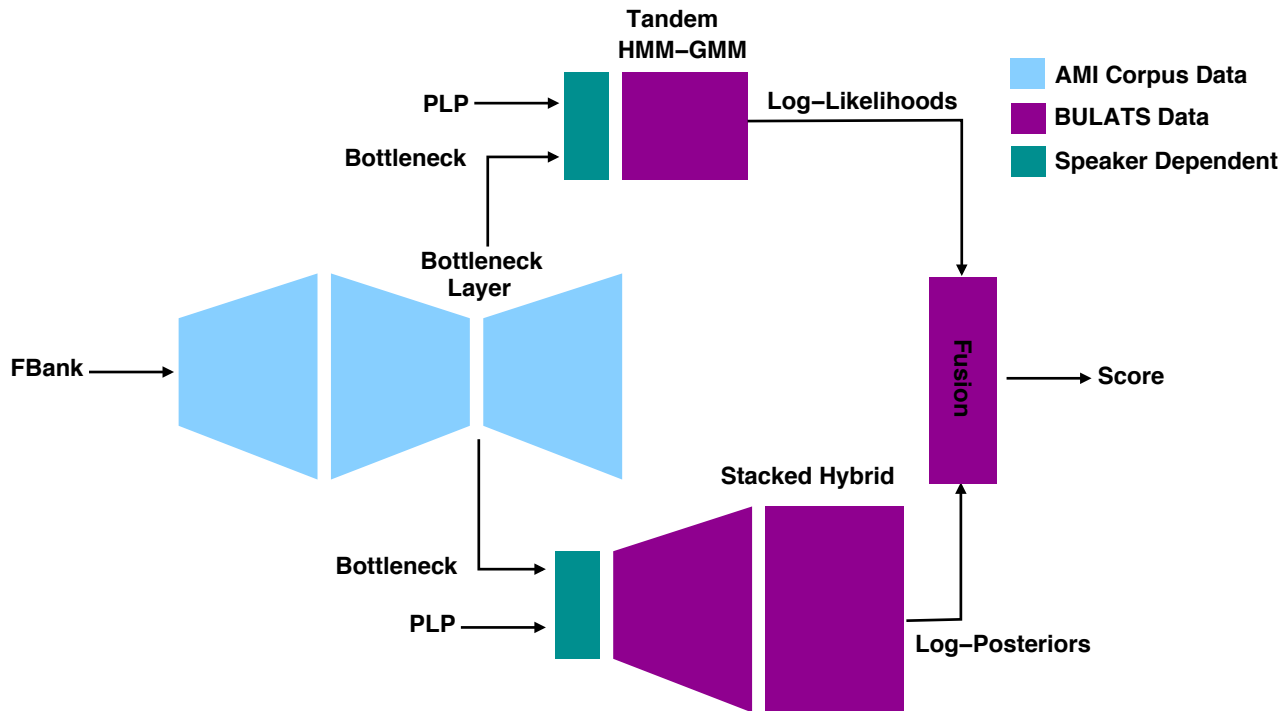 Tandem
HMM–GMM
PLP
Bottleneck
Log–Likelihoods
AMI Corpus Data
BULATS Data
Speaker Dependent
Bottleneck
Layer
FBank
Fusion
Score
Stacked Hybrid
Bottleneck
PLP
Log–Posteriors